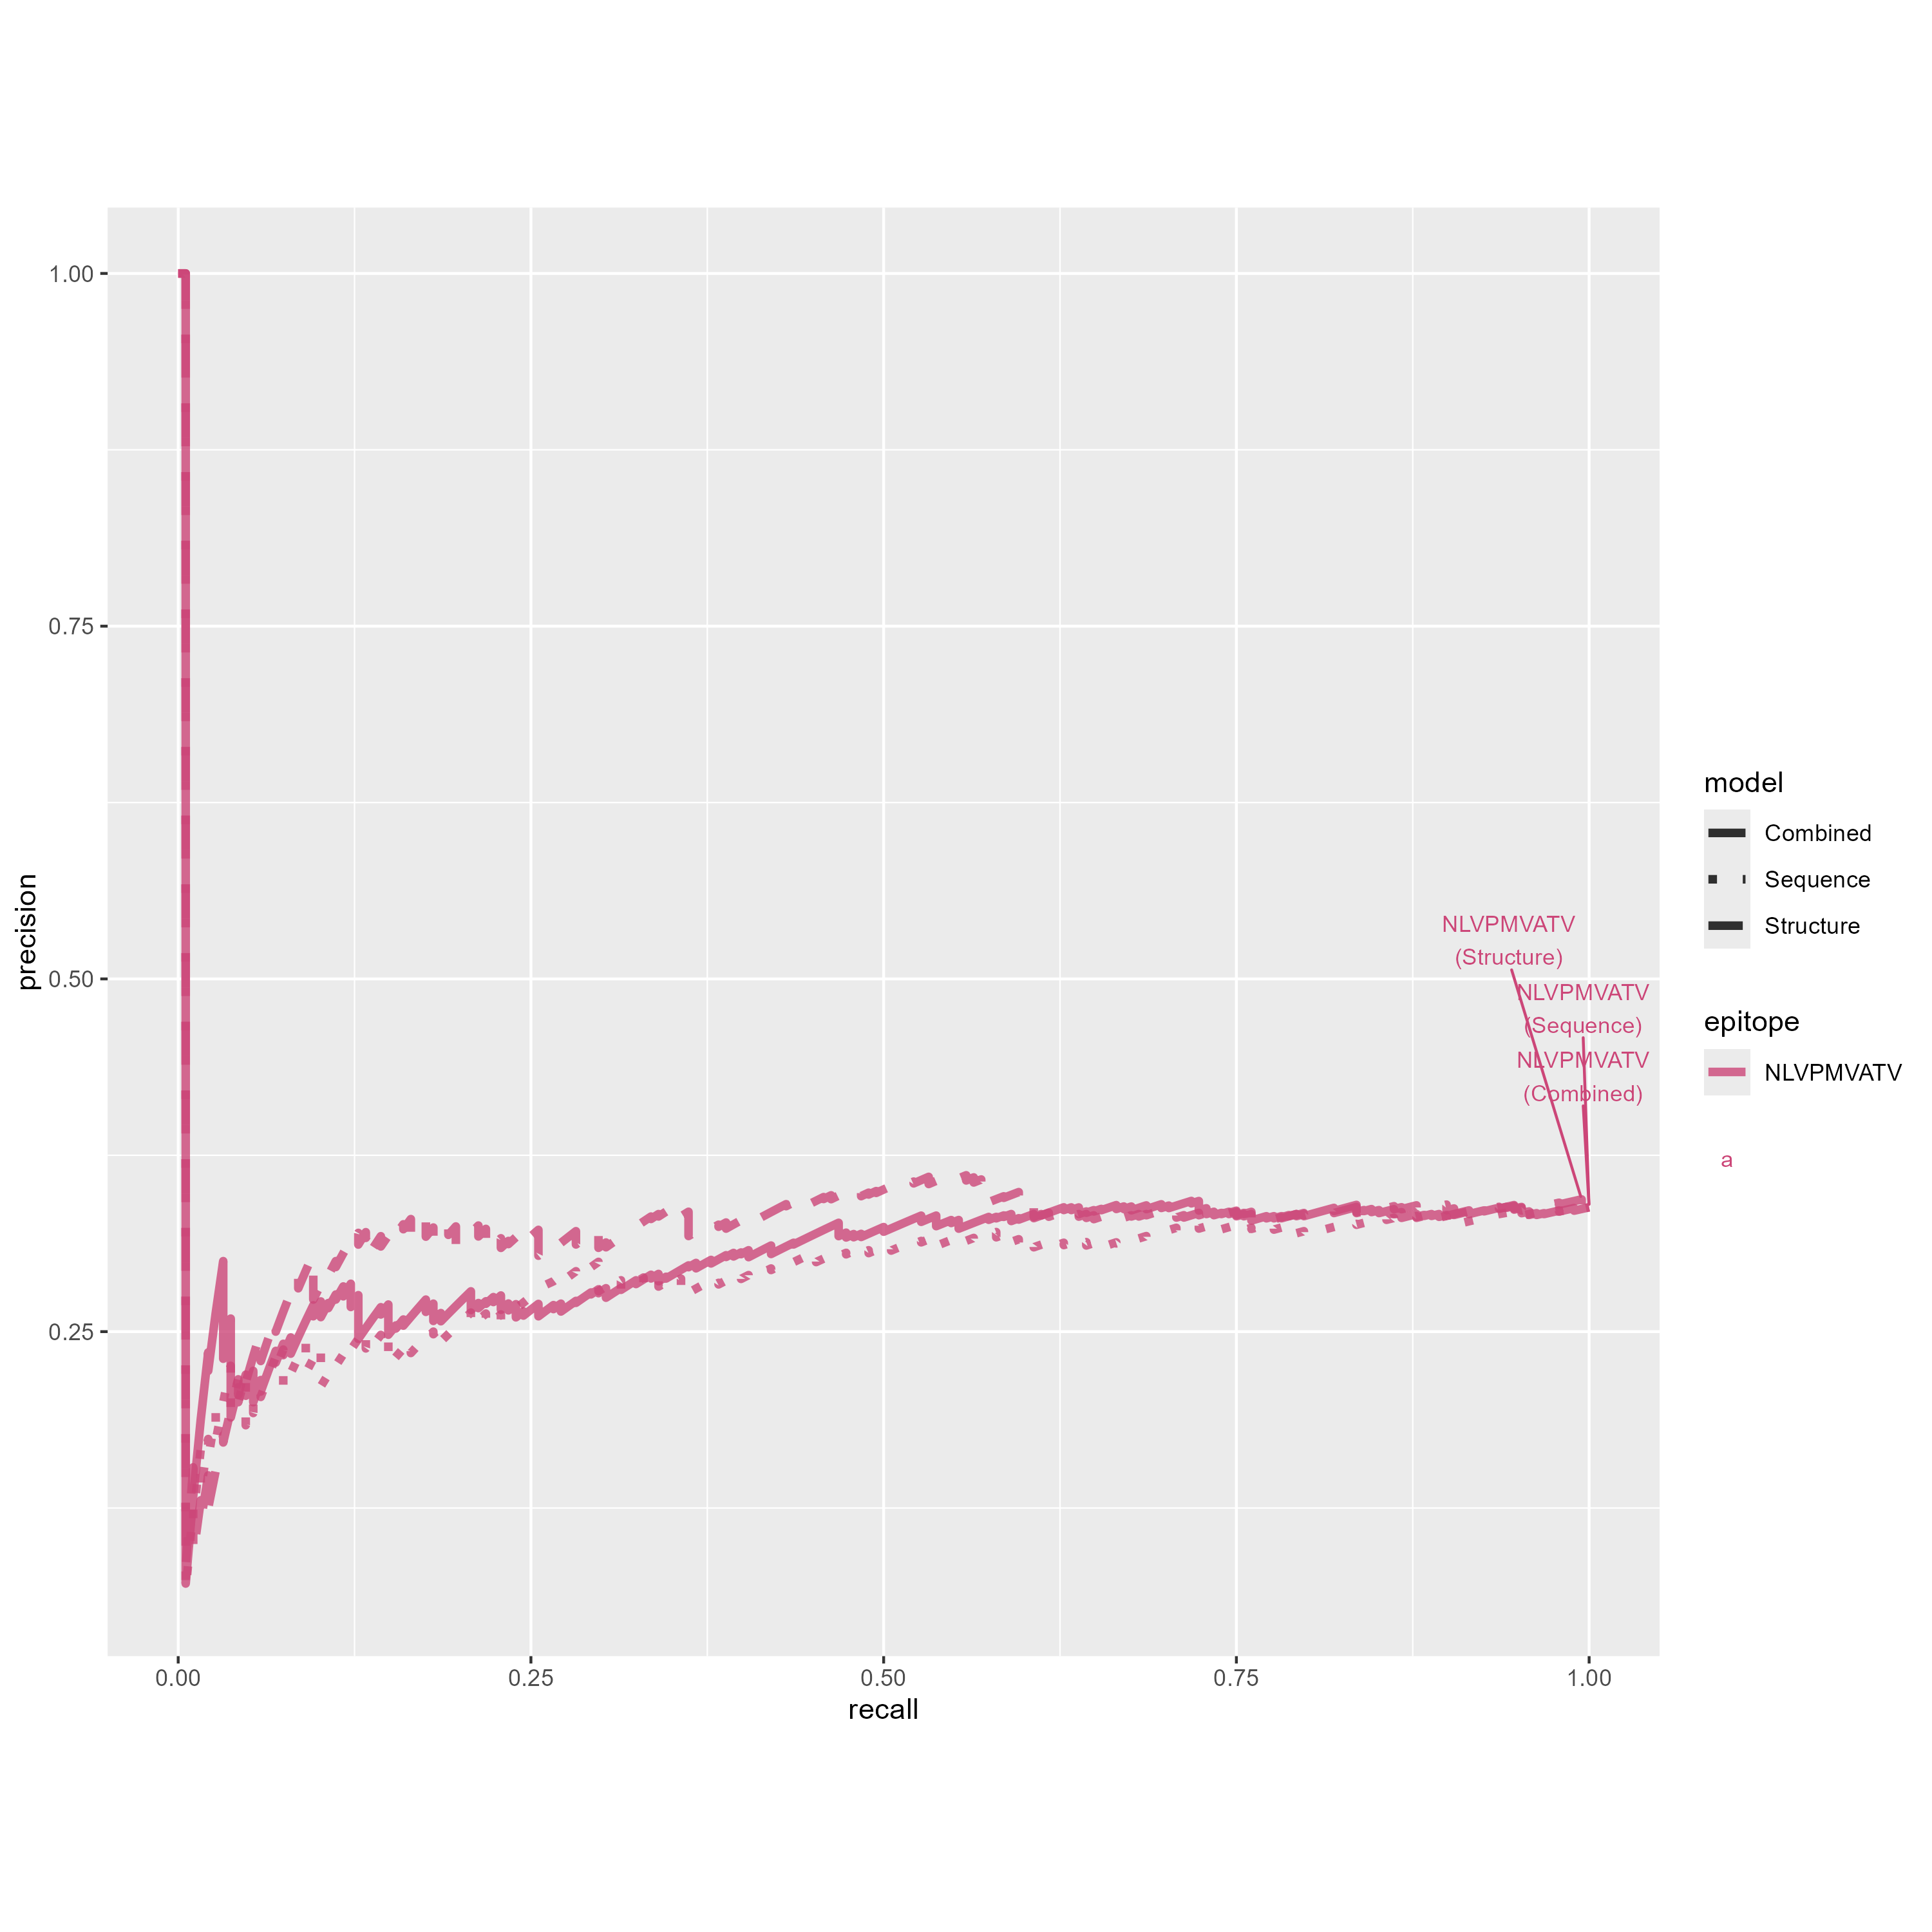 1.00
0.75
0.50
0.25
precision
0.00
0.25
0.50
0.75
1.00
recall
NLVPMVATV
(Structure)
NLVPMVATV
(Sequence)
NLVPMVATV
(Combined)
model
Combined
Sequence
Structure
epitope
NLVPMVATV
a